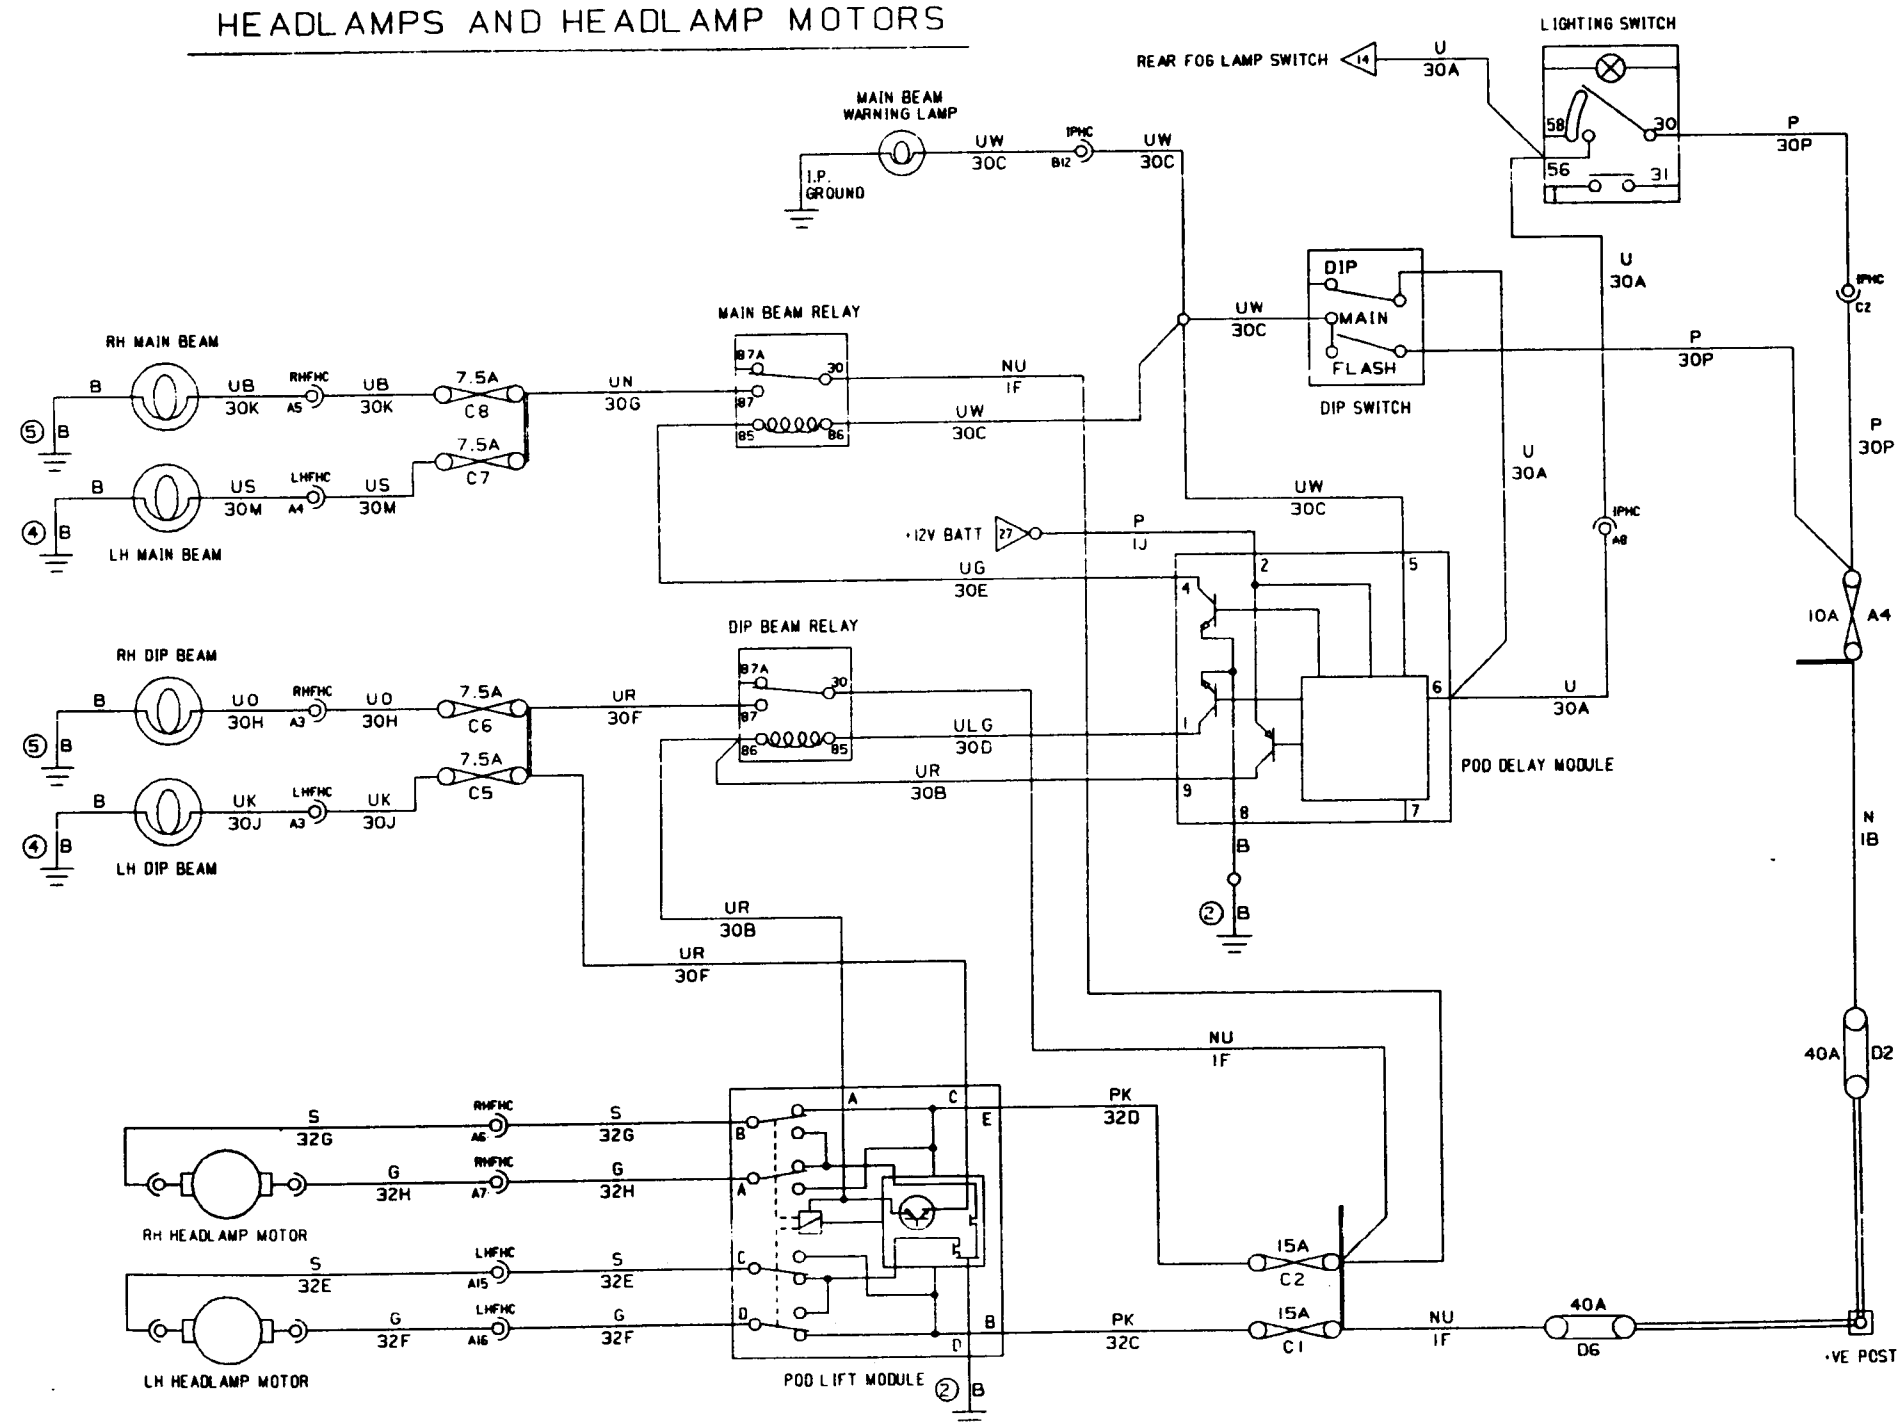 HEADLAMPS AND HEADLAMP MOTORS
LIGHTING SWITCH
REAR FOG LAMP SWITCH
14
U
30A
58
30
56
31
P
30P
MAIN BEAM
WARNING LAMP
UW
30C
1PHC
B12
UW
30C
I.P.
GROUND
U
30A
1PHC
C2
DIP
MAIN
FLASH
DIP SWITCH
UW
30C
P
30P
MAIN BEAM RELAY
87A
30
87
85
86
NU
1F
UW
30C
RH MAIN BEAM
B
UB
30K
RHFHC
A5
UB
30K
7.5A
C8
UN
30G
5
B
7.5A
C7
B
US
30M
LHFHC
A4
US
30M
4
B
LH MAIN BEAM
U
30A
P
30P
UW
30C
+12V BATT
27
P
1J
1PHC
A8
UG
30E
2
5
4
10A
A4
DIP BEAM RELAY
87A
30
87
86
85
RH DIP BEAM
B
UO
30H
RHFHC
A3
UO
30H
7.5A
C6
UR
30F
ULG
30D
1
6
U
30A
5
B
7.5A
C5
UR
30B
9
8
7
POD DELAY MODULE
B
UK
30J
LHFHC
A3
UK
30J
4
B
LH DIP BEAM
N
1B
B
2
B
UR
30B
UR
30F
NU
1F
40A
D2
A
C
E
PK
32D
S
32G
RHFHC
A6
S
32G
B
G
32H
RHFHC
A7
G
32H
A
RH HEADLAMP MOTOR
S
32E
LHFHC
A15
S
32E
C
15A
C2
G
32F
LHFHC
A16
G
32F
D
B
D
PK
32C
15A
C1
NU
1F
40A
D6
+VE POST
LH HEADLAMP MOTOR
POD LIFT MODULE
2
B